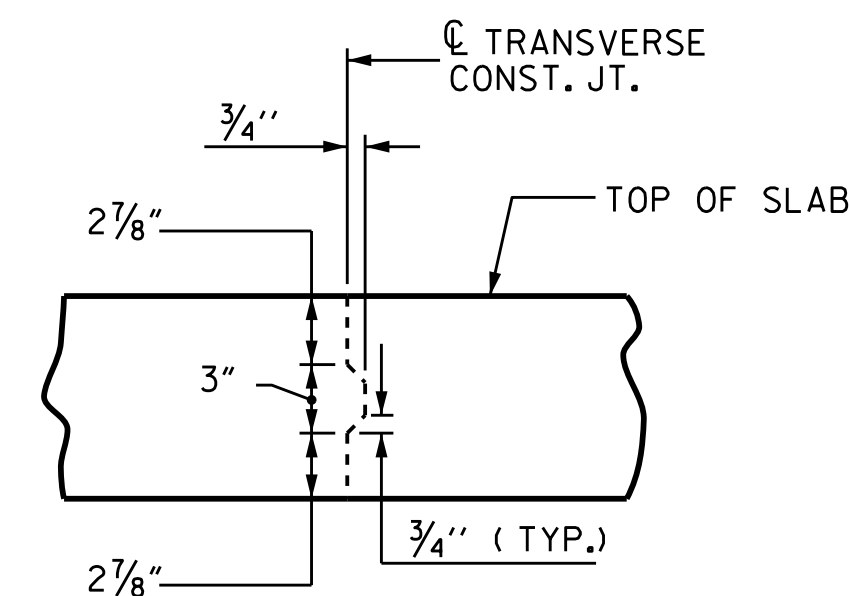 ℄ TRANSVERSE
CONST. JT.
3/4''
TOP OF SLAB
2 7/8"
3"
3/4'' (TYP.)
2 7/8"